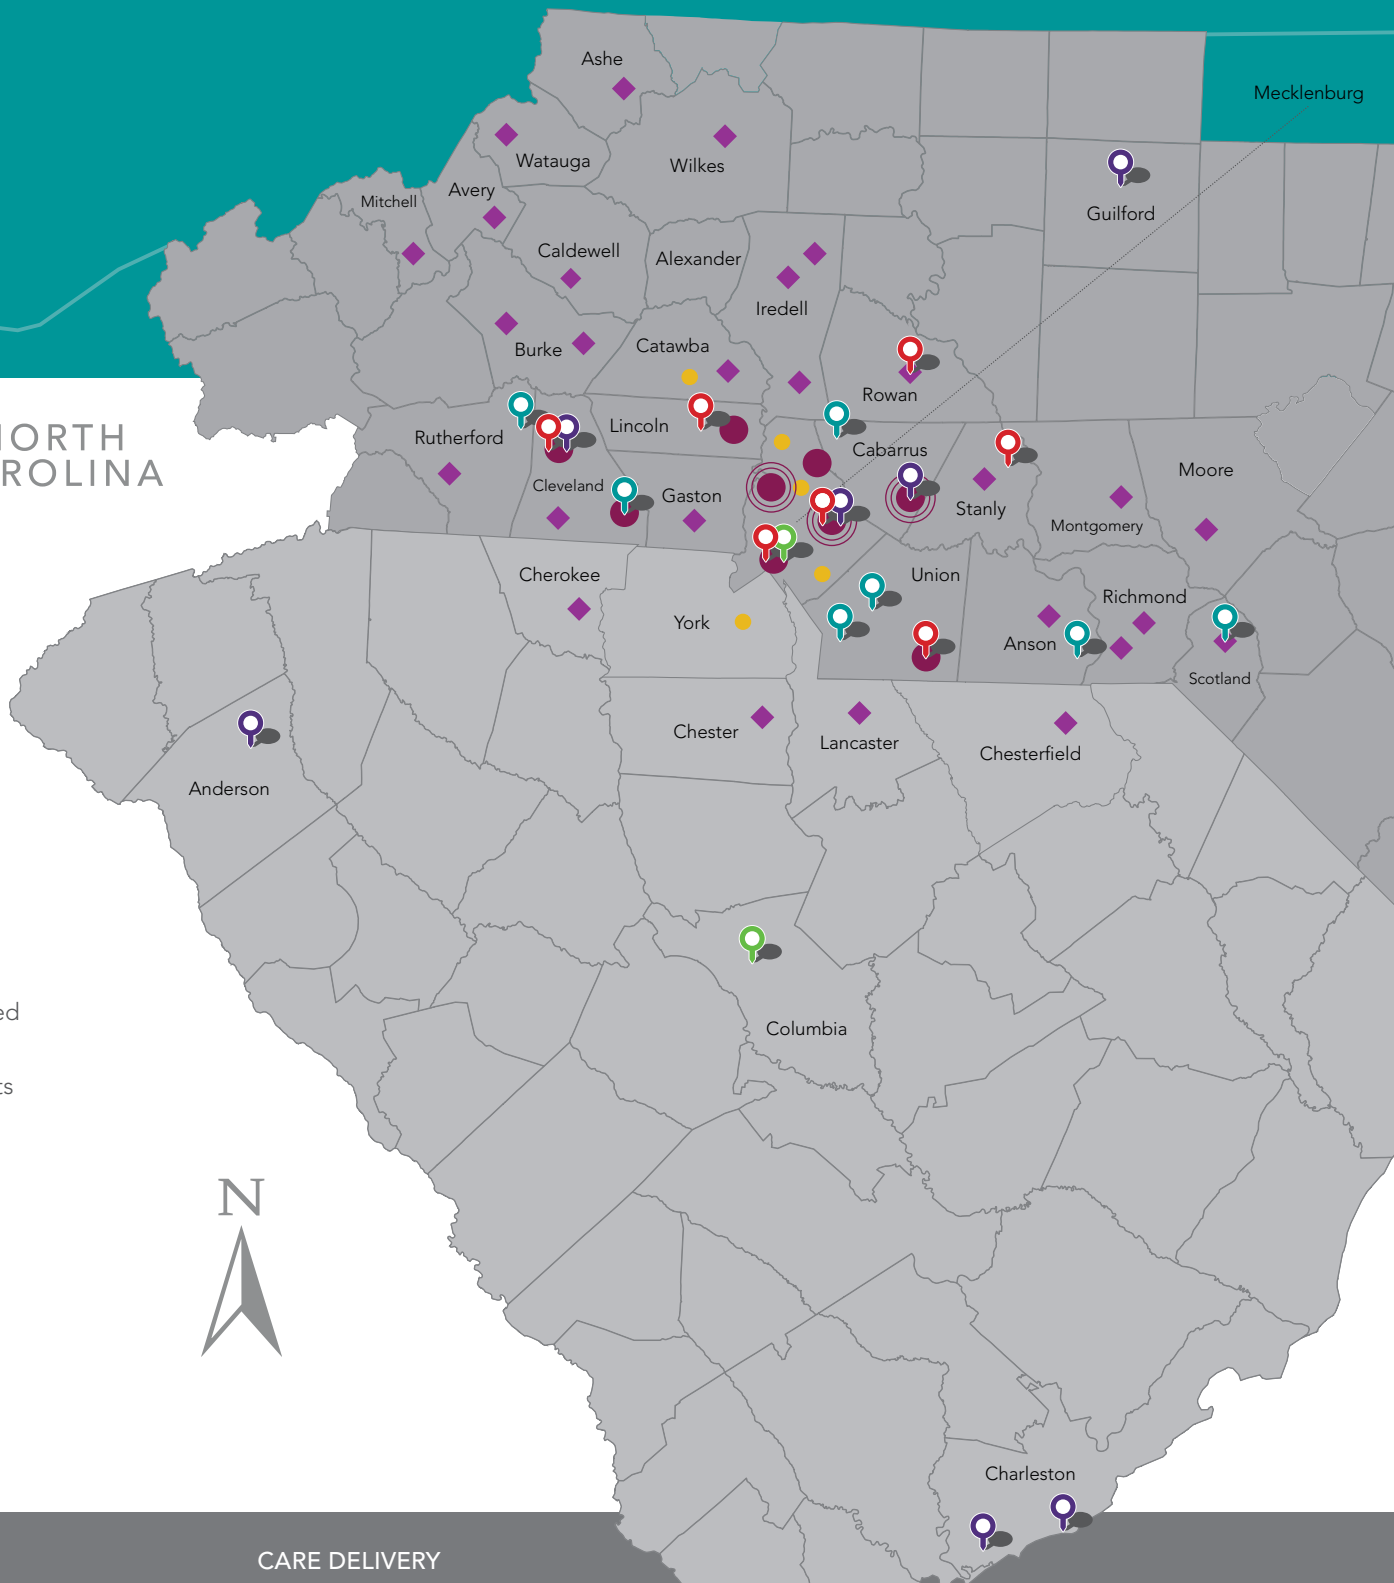 Ashe
Mecklenburg
Watauga
Wilkes
Avery
Mitchell
Guilford
Caldewell
Alexander
Iredell
Burke
Catawba
Rowan
NORTH
Rutherford
Lincoln
Cabarrus
ROLINA
Moore
Cleveland
Gaston
Stanly
Montgomery
Cherokee
Union
Richmond
York
Anson
Scotland
Chester
Lancaster
Chesterfield
Anderson
ed
Columbia
ts
N
Charleston
CARE DELIVERY